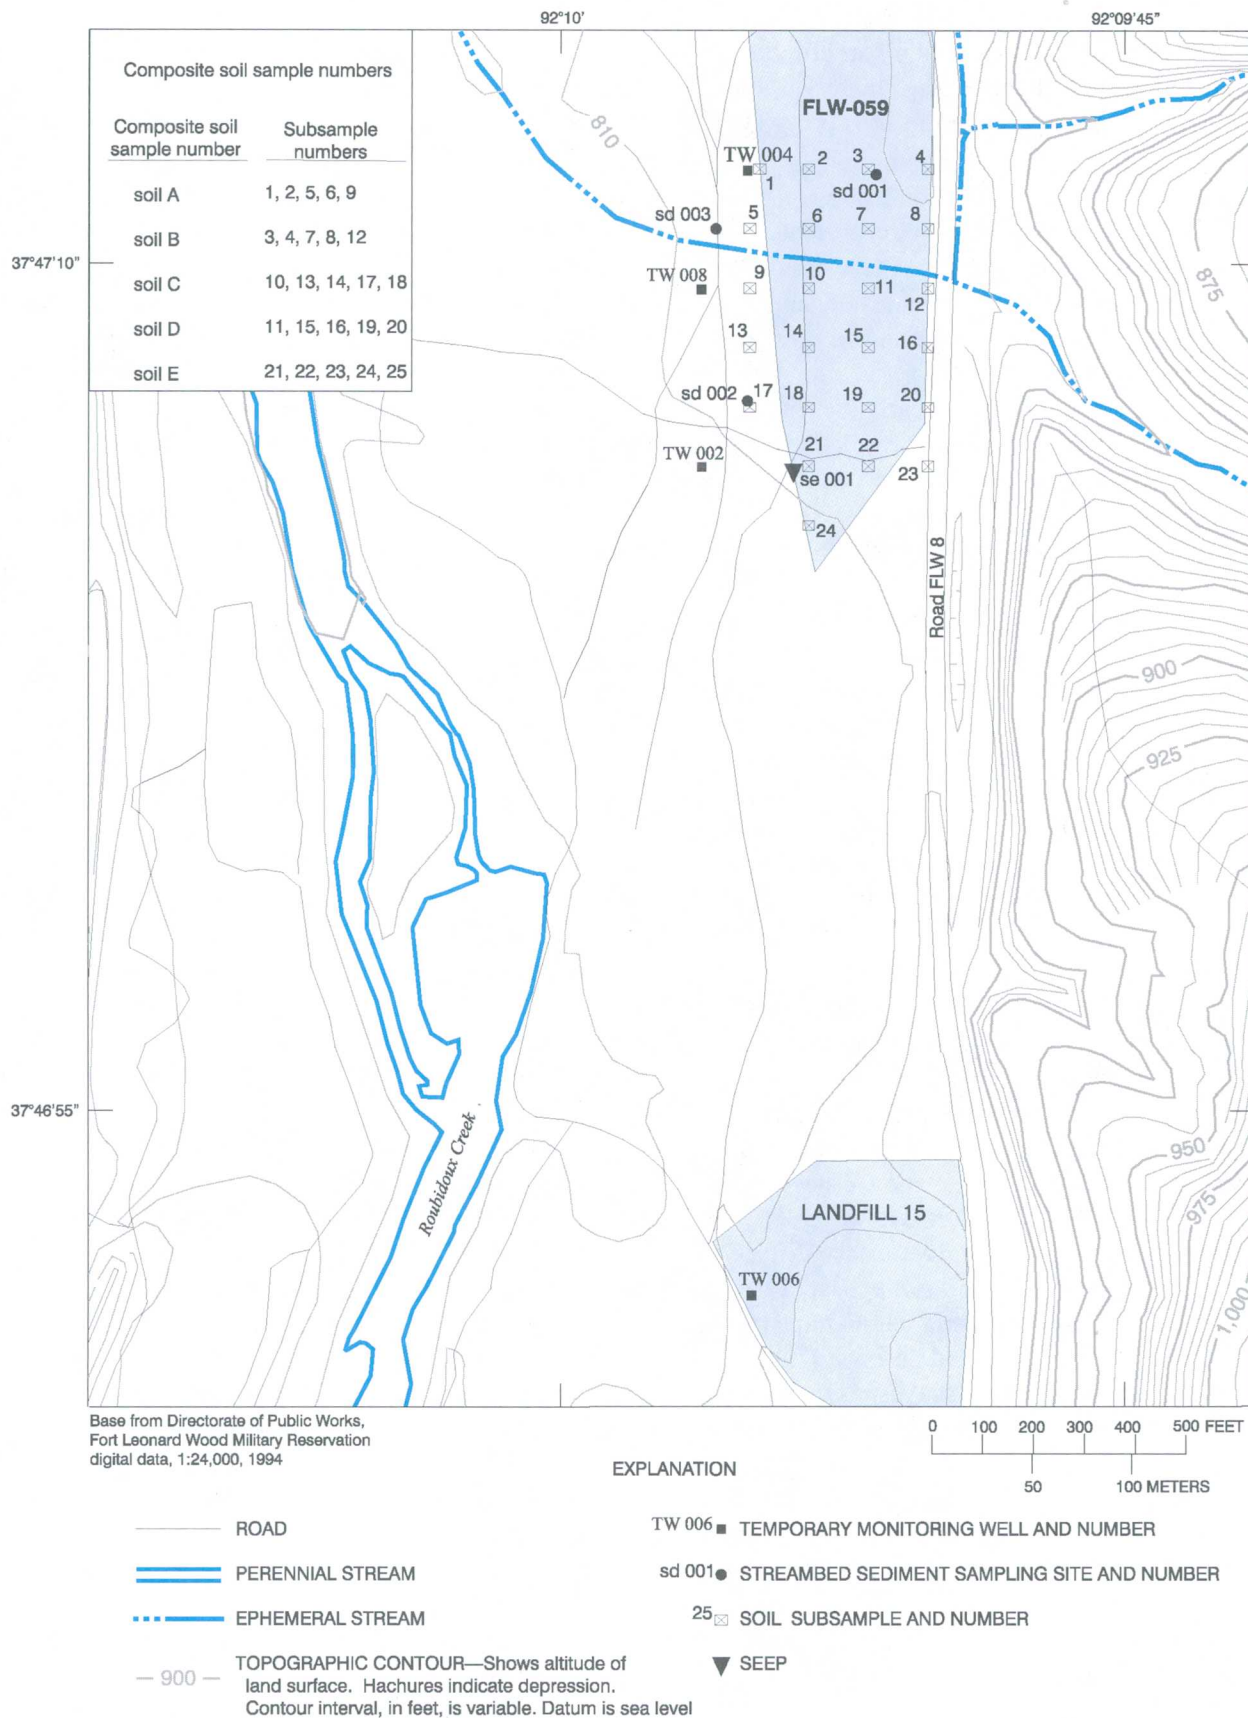 92°10'
92°09'45"
Composite soil sample numbers
Composite soil
sample number
Subsample
numbers
soil A 1, 2, 5, 6, 9
soil B 3, 4, 7, 8, 12
soil C 10, 13, 14, 17, 18
soil D 11, 15, 16, 19, 20
soil E 21, 22, 23, 24, 25
810
FLW-059
TW 004
1
2
3
4
sd 001
sd 003
5
6
7
8
37°47'10"
TW 008
9
10
11
12
875
13
14
15
16
sd 002
17
18
19
20
TW 002
21
22
23
se 001
24
Road FLW 8
900
925
37°46'55"
Roubidoux Creek
950
975
LANDFILL 15
TW 006
1,000
Base from Directorate of Public Works,
Fort Leonard Wood Military Reservation
digital data, 1:24,000, 1994
0 100 200 300 400 500 FEET
50 100 METERS
EXPLANATION
ROAD
PERENNIAL STREAM
EPHEMERAL STREAM
900
TOPOGRAPHIC CONTOUR—Shows altitude of
land surface. Hachures indicate depression.
Contour interval, in feet, is variable. Datum is sea level
TW 006 TEMPORARY MONITORING WELL AND NUMBER
sd 001 STREAMBED SEDIMENT SAMPLING SITE AND NUMBER
25 SOIL SUBSAMPLE AND NUMBER
SEEP